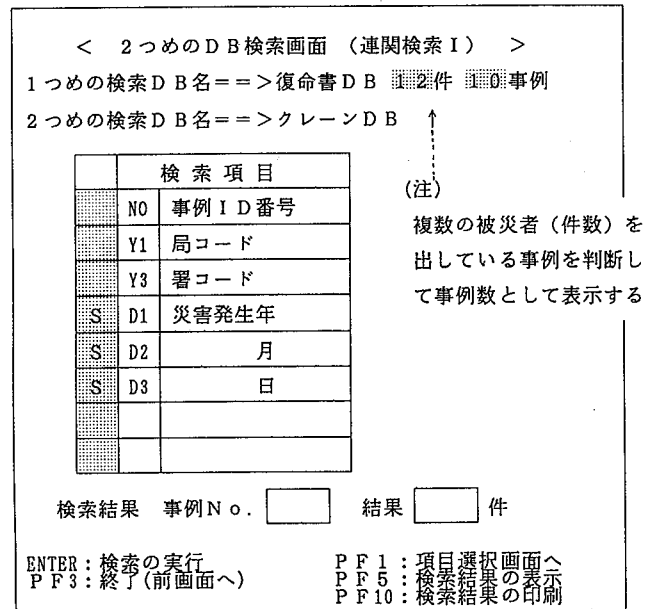 < 2つめのDB検索画面 (連関検索Ⅰ) >
1つめの検索DB名==>復命書DB 12件 10事例
2つめの検索DB名==>クレーンDB
(注)
複数の被災者(件数)を
出している事例を判断し
て事例数として表示する
検索項目
N0 事例ID番号
Y1 局コード
Y3 署コード
S D1 災害発生年
S D2 月
S D3 日
検索結果 事例No. 結果 件
ENTER:検索の実行 PF1:項目選択画面へ
PF3:終了(前画面へ) PF5:検索結果の表示
PF10:検索結果の印刷